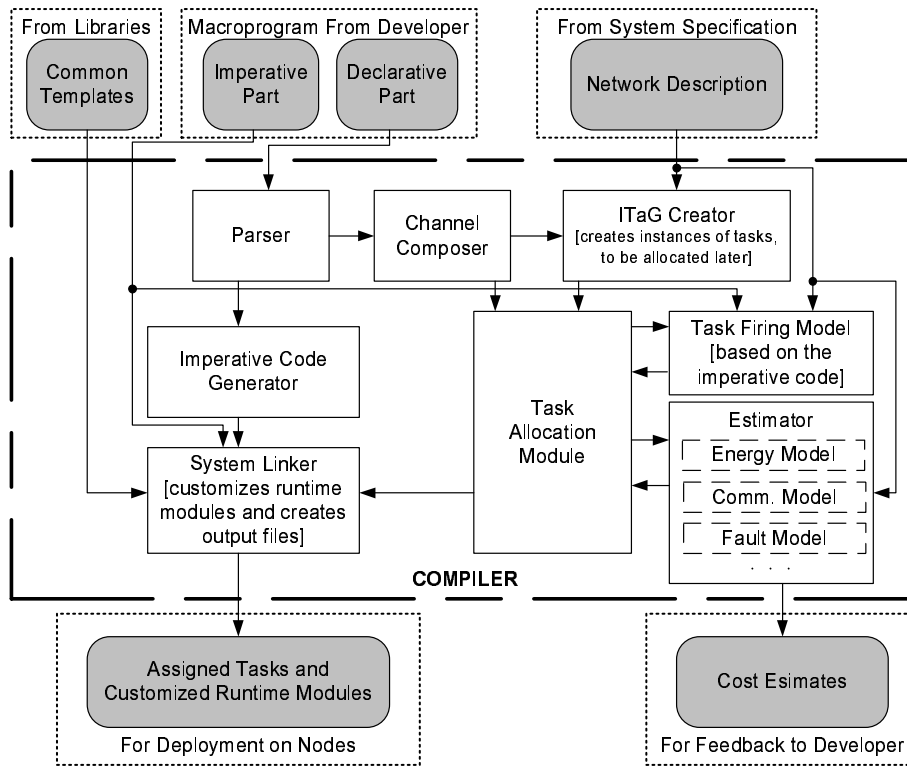 From Libraries
Macroprogram From Developer
From System Specification
Common
Templates
Imperative
Part
Declarative
Part
Network Description
Parser
Channel
Composer
ITaG Creator
[creates instances of tasks,
to be allocated later]
Imperative Code
Generator
Task
Allocation
Module
Task Firing Model
[based on the
imperative code]
Estimator
Energy Model
Comm. Model
Fault Model
. . .
System Linker
[customizes runtime
modules and creates
output files]
COMPILER
Assigned Tasks and
Customized Runtime Modules
For Deployment on Nodes
Cost Esimates
For Feedback to Developer